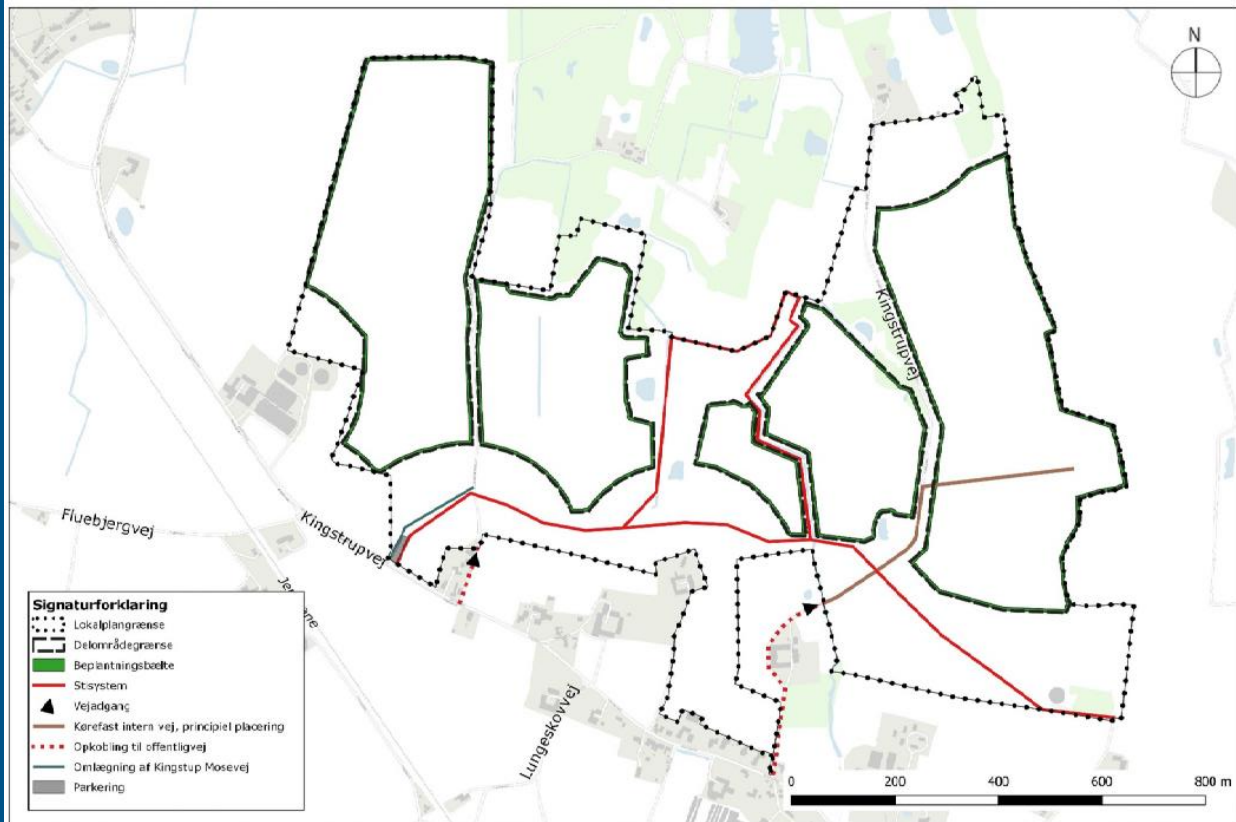 N
Kingstrupvej
Fluebjergvej
Kingstrupvej
Lungeskovvej
Signaturforklaring
Lokalplangrænse
Delområdegrænse
Beplantningsbælte
Stisystem
Vejadgang
Kørefast intern vej, principiel placering
Opkobling til offentligvej
Omlægning af Kingstup Mosevej
Parkering
0 200 400 600 800 m